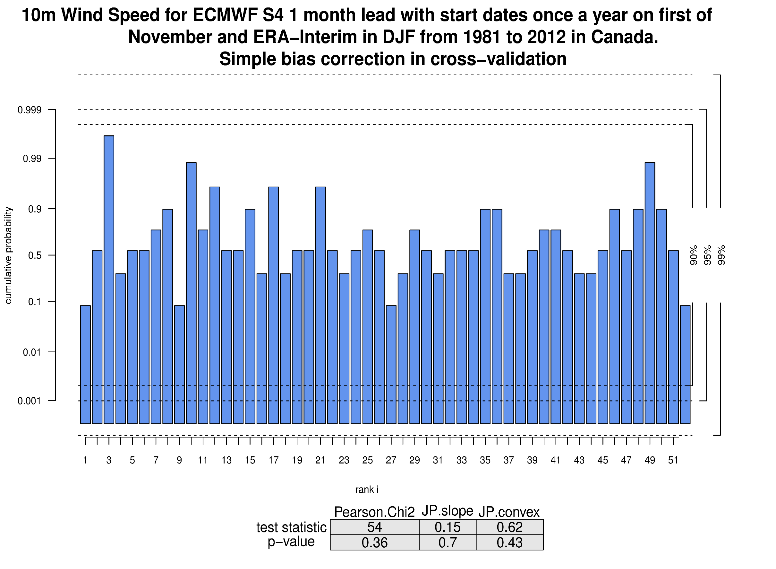 10m Wind Speed for ECMWF S4 1 month lead with start dates once a year on first of
November and ERA−Interim in DJF from 1981 to 2012 in Canada.
Simple bias correction in cross−validation
cumulative probability
0.999
0.99
0.9
0.5
0.1
0.01
0.001
90%
95%
99%
1 3 5 7 9 11 13 15 17 19 21 23 25 27 29 31 33 35 37 39 41 43 45 47 49 51
rank i
Pearson.Chi2 JP.slope JP.convex
test statistic 54 0.15 0.62
p−value 0.36 0.7 0.43